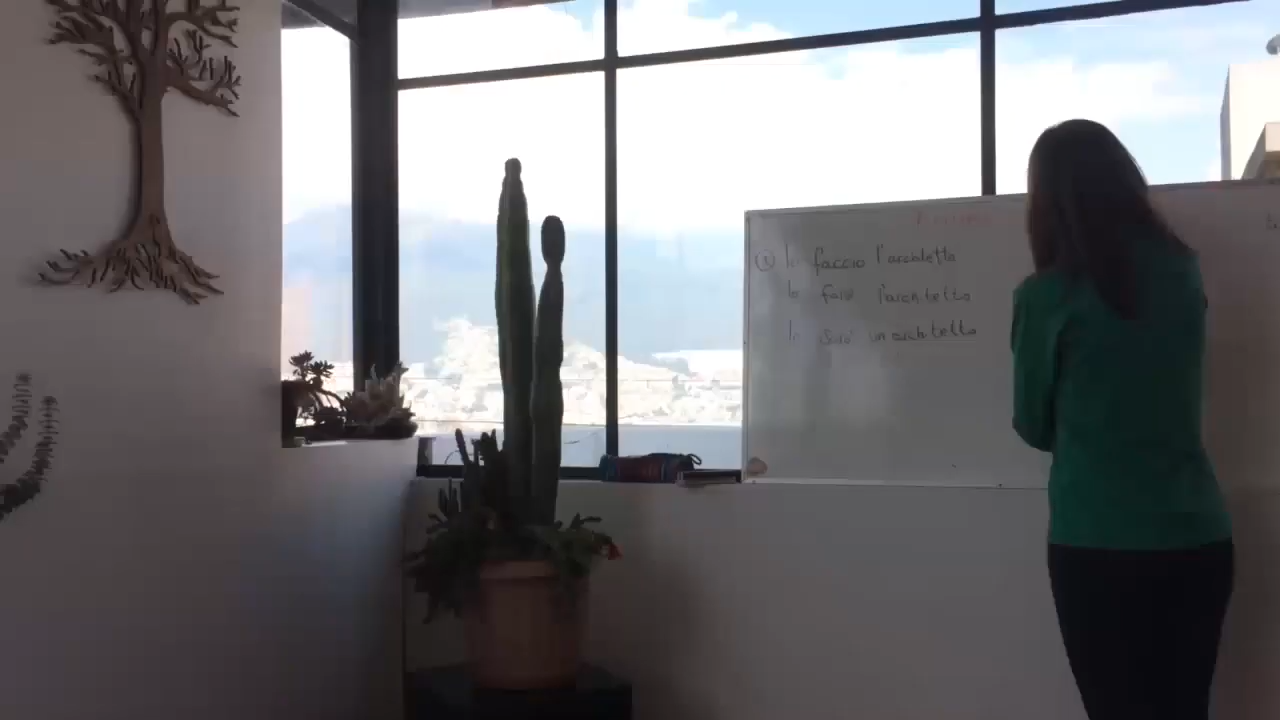 ① Io faccio l'architetto
Io farò l'architetto
Io sarò un architetto